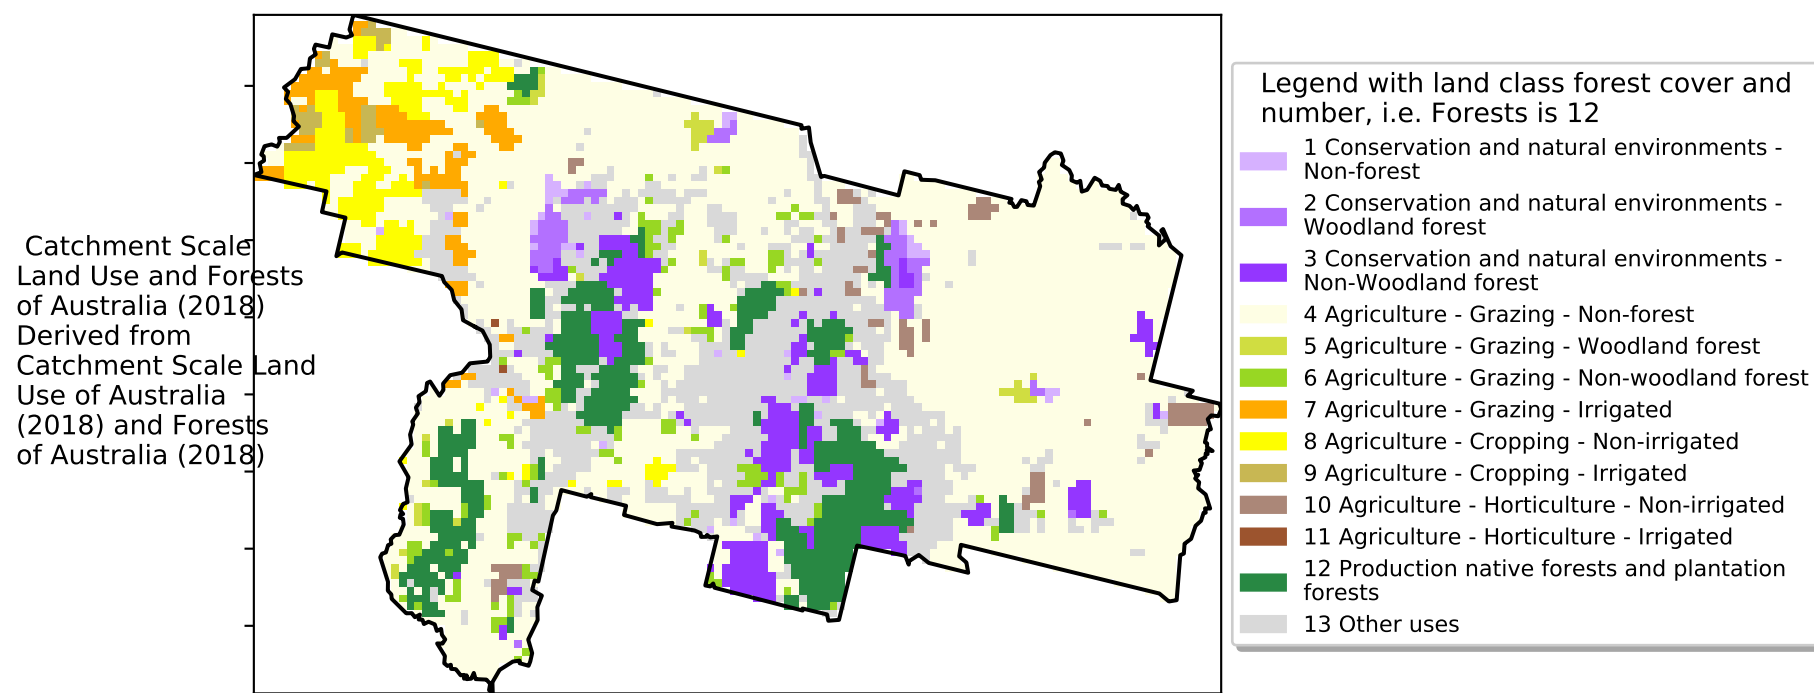 Catchment Scale
Land Use and Forests
of Australia (2018)
Derived from
Catchment Scale Land
Use of Australia
(2018) and Forests
of Australia (2018)
Legend with land class forest cover and
number, i.e. Forests is 12
1 Conservation and natural environments -
Non-forest
2 Conservation and natural environments -
Woodland forest
3 Conservation and natural environments -
Non-Woodland forest
4 Agriculture - Grazing - Non-forest
5 Agriculture - Grazing - Woodland forest
6 Agriculture - Grazing - Non-woodland forest
7 Agriculture - Grazing - Irrigated
8 Agriculture - Cropping - Non-irrigated
9 Agriculture - Cropping - Irrigated
10 Agriculture - Horticulture - Non-irrigated
11 Agriculture - Horticulture - Irrigated
12 Production native forests and plantation
forests
13 Other uses